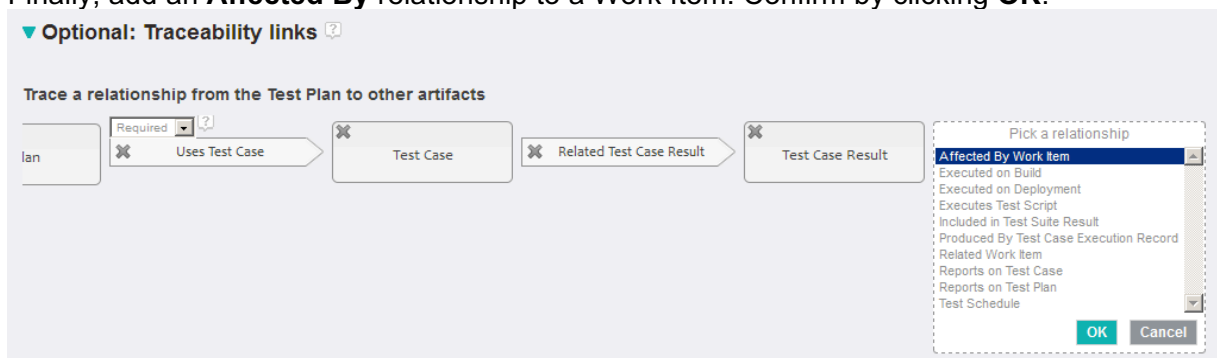 Finally, add an Affected By relationship to a Work Item. Confirm by clicking OK.
Optional: Traceability links ?
Trace a relationship from the Test Plan to other artifacts
lan
Required ?
Uses Test Case
Test Case
Related Test Case Result
Test Case Result
Pick a relationship
Affected By Work Item
Executed on Build
Executed on Deployment
Executes Test Script
Included in Test Suite Result
Produced By Test Case Execution Record
Related Work Item
Reports on Test Case
Reports on Test Plan
Test Schedule
OK Cancel